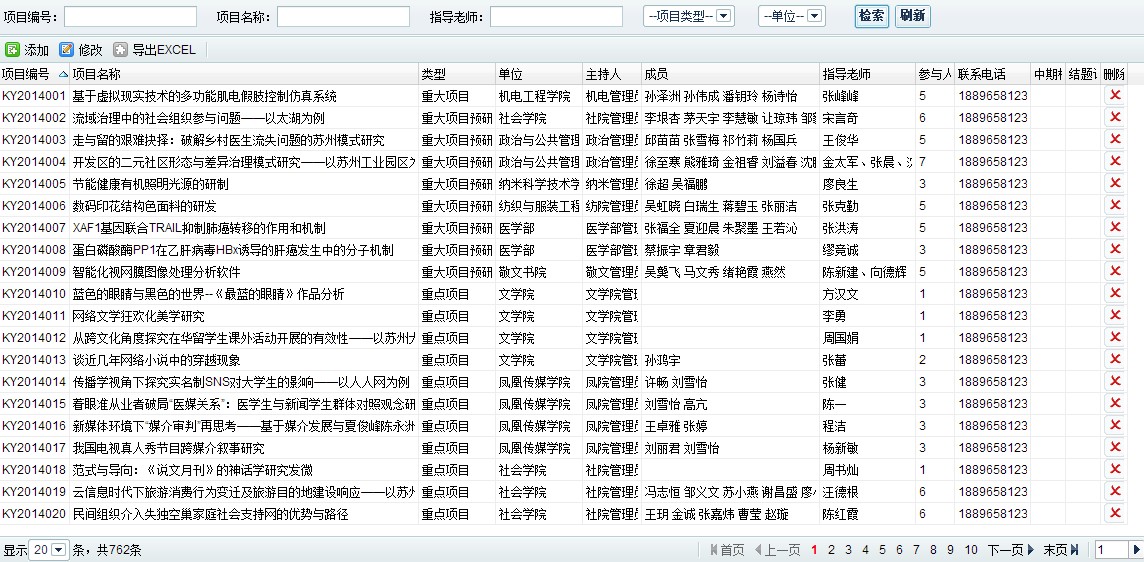 项目编号： 项目名称： 指导老师： --项目类型-- --单位-- 检索 刷新
添加 修改 导出EXCEL
项目编号 项目名称 类型 单位 主持人 成员 指导老师 参与人 联系电话 中期 结题 删除
KY2014001 基于虚拟现实技术的多功能肌电假肢控制仿真系统 重大项目 机电工程学院 机电管理员 孙泽洲 孙伟成 潘钥玲 杨诗怡 张峰峰 5 1889658123
KY2014002 流域治理中的社会组织参与问题——以太湖为例 重大项目预研 社会学院 社院管理员 李垠杏 茅天宇 李慧敏 让琼玮 邹 宋言奇 6 1889658123
KY2014003 走与留的艰难抉择：破解乡村医生流失问题的苏州模式研究 重大项目预研 政治与公共管理 政治管理员 邱苗苗 张雪梅 祁竹莉 杨国兵 王俊华 5 1889658123
KY2014004 开发区的二元社区形态与差异治理模式研究——以苏州工业园区为 重大项目预研 政治与公共管理 政治管理员 徐至寒 熊雅琦 金祖睿 刘溢春 沈 金太军、张晨、 7 1889658123
KY2014005 节能健康有机照明光源的研制 重大项目预研 纳米科学技术学 纳米管理员 徐超 吴福鹏 廖良生 3 1889658123
KY2014006 数码印花结构色面料的研发 重大项目预研 纺织与服装工程 纺院管理员 吴虹晓 白瑞生 蒋碧玉 张丽洁 张克勤 5 1889658123
KY2014007 XAF1基因联合TRAIL抑制肺癌转移的作用和机制 重大项目预研 医学部 医学部管 张福全 夏迎晨 朱聚墨 王若沁 张洪涛 5 1889658123
KY2014008 蛋白磷酸酶PP1在乙肝病毒HBx诱导的肝癌发生中的分子机制 重大项目预研 医学部 医学部管 蔡振宇 章君毅 缪竞诚 3 1889658123
KY2014009 智能化视网膜图像处理分析软件 重大项目预研 敬文书院 敬文管理员 吴龑飞 马文秀 绪艳霞 燕然 陈新建、向德辉 5 1889658123
KY2014010 蓝色的眼睛与黑色的世界--《最蓝的眼睛》作品分析 重点项目 文学院 文学院管 方汉文 1 1889658123
KY2014011 网络文学狂欢化美学研究 重点项目 文学院 文学院管 李勇 1 1889658123
KY2014012 从跨文化角度探究在华留学生课外活动开展的有效性——以苏州 重点项目 文学院 文学院管 周国娟 1 1889658123
KY2014013 谈近几年网络小说中的穿越现象 重点项目 文学院 文学院管 孙鸿宇 张蕾 2 1889658123
KY2014014 传播学视角下探究实名制SNS对大学生的影响——以人人网为例 重点项目 凤凰传媒学院 凤院管理员 许畅 刘雪怡 张健 3 1889658123
KY2014015 着眼准从业者破局“医媒关系”：医学生与新闻学生群体对照观念研 重点项目 凤凰传媒学院 凤院管理员 刘雪怡 高亢 陈一 3 1889658123
KY2014016 新媒体环境下“媒介审判”再思考——基于媒介发展与夏俊峰陈永洲 重点项目 凤凰传媒学院 凤院管理员 王卓雅 张婷 程洁 3 1889658123
KY2014017 我国电视真人秀节目跨媒介叙事研究 重点项目 凤凰传媒学院 凤院管理员 刘丽君 刘雪怡 杨新敏 3 1889658123
KY2014018 范式与导向：《说文月刊》的神话学研究发微 重点项目 社会学院 社院管理员 周书灿 1 1889658123
KY2014019 云信息时代下旅游消费行为变迁及旅游目的地建设响应——以苏州 重点项目 社会学院 社院管理员 冯志恒 邹义文 苏小燕 谢昌盛 廖 汪德根 6 1889658123
KY2014020 民间组织介入失独空巢家庭社会支持网的优势与路径 重点项目 社会学院 社院管理员 王玥 金诚 张嘉炜 曹莹 赵璇 陈红霞 6 1889658123
显示 20 条，共762条 首页 上一页 1 2 3 4 5 6 7 8 9 10 下一页 末页 1